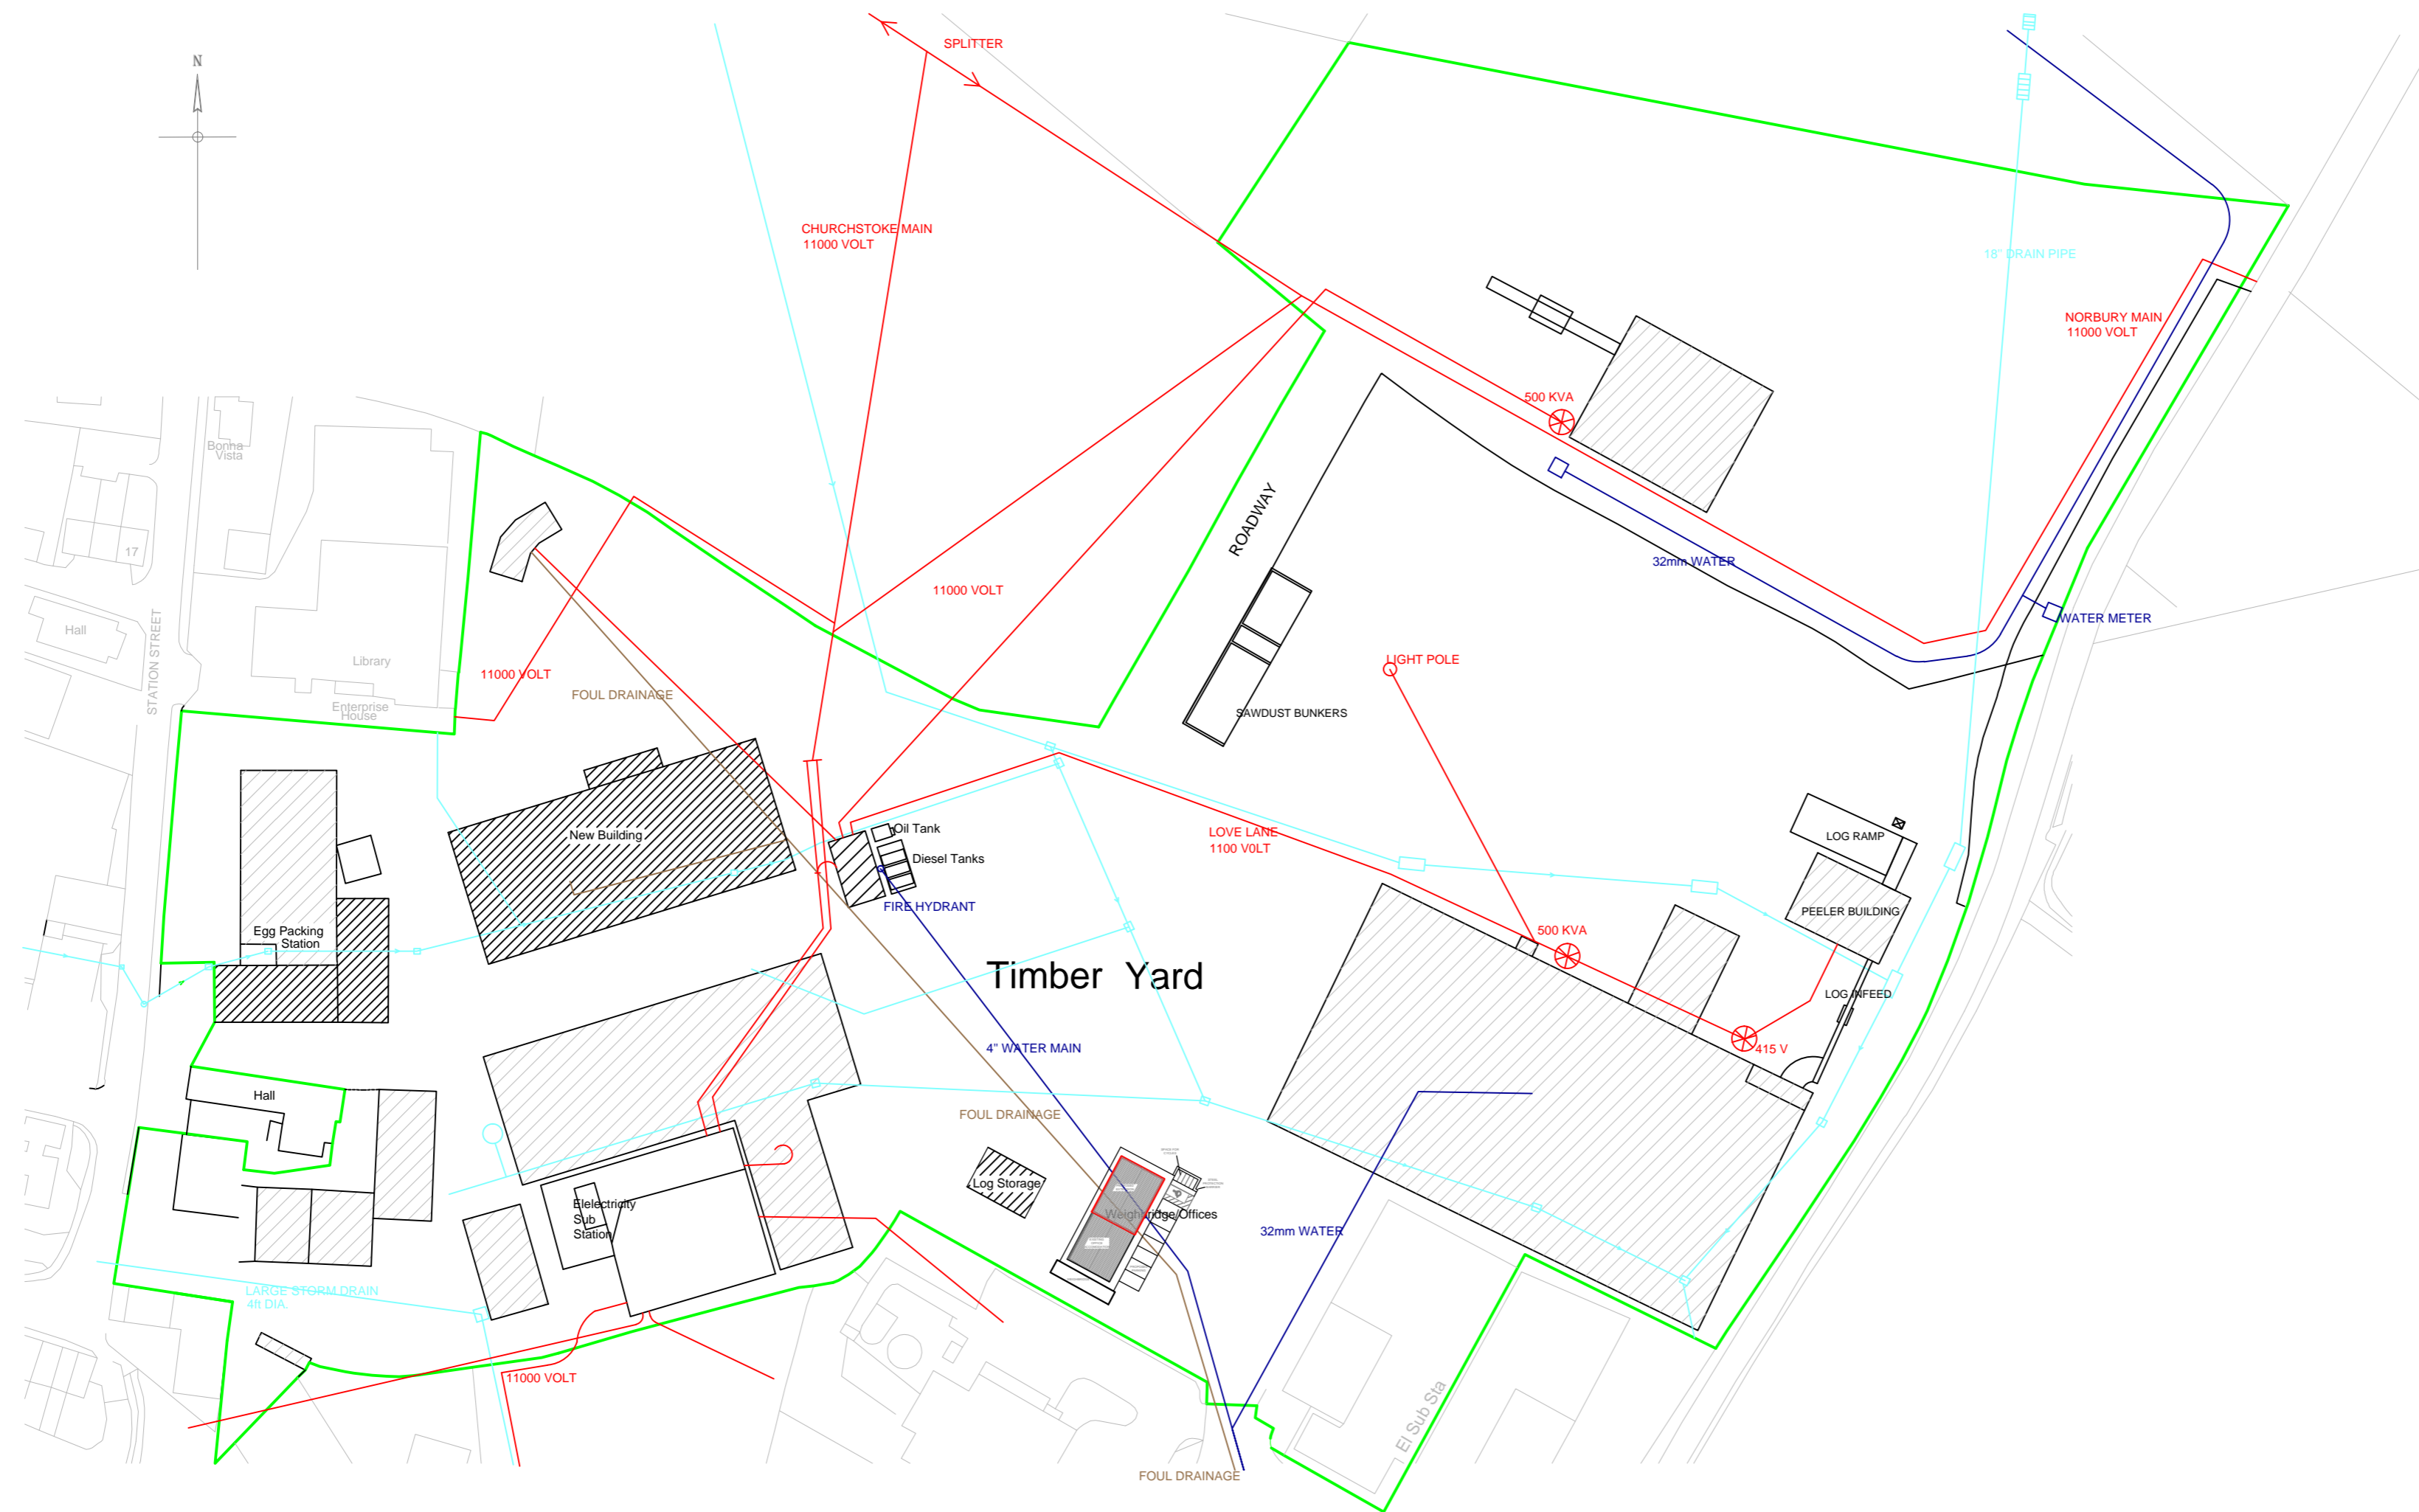 N
SPLITTER
CHURCHSTOKE MAIN
11000 VOLT
18" DRAIN PIPE
NORBURY MAIN
11000 VOLT
500 KVA
Bonha
Vista
17
ROADWAY
32mm WATER
11000 VOLT
WATER METER
Hall
STATION STREET
Library
LIGHT POLE
11000 VOLT
FOUL DRAINAGE
Enterprise
House
SAWDUST BUNKERS
New Building
Oil Tank
LOVE LANE
1100 V0LT
LOG RAMP
Diesel Tanks
FIRE HYDRANT
PEELER BUILDING
Egg Packing
Station
500 KVA
Timber Yard
LOG INFEED
4" WATER MAIN
415 V
Hall
FOUL DRAINAGE
Log Storage
Elelectricity
Sub
Station
Weighbridge/Offices
32mm WATER
LARGE STORM DRAIN
4ft DIA.
11000 VOLT
El Sub Sta
FOUL DRAINAGE